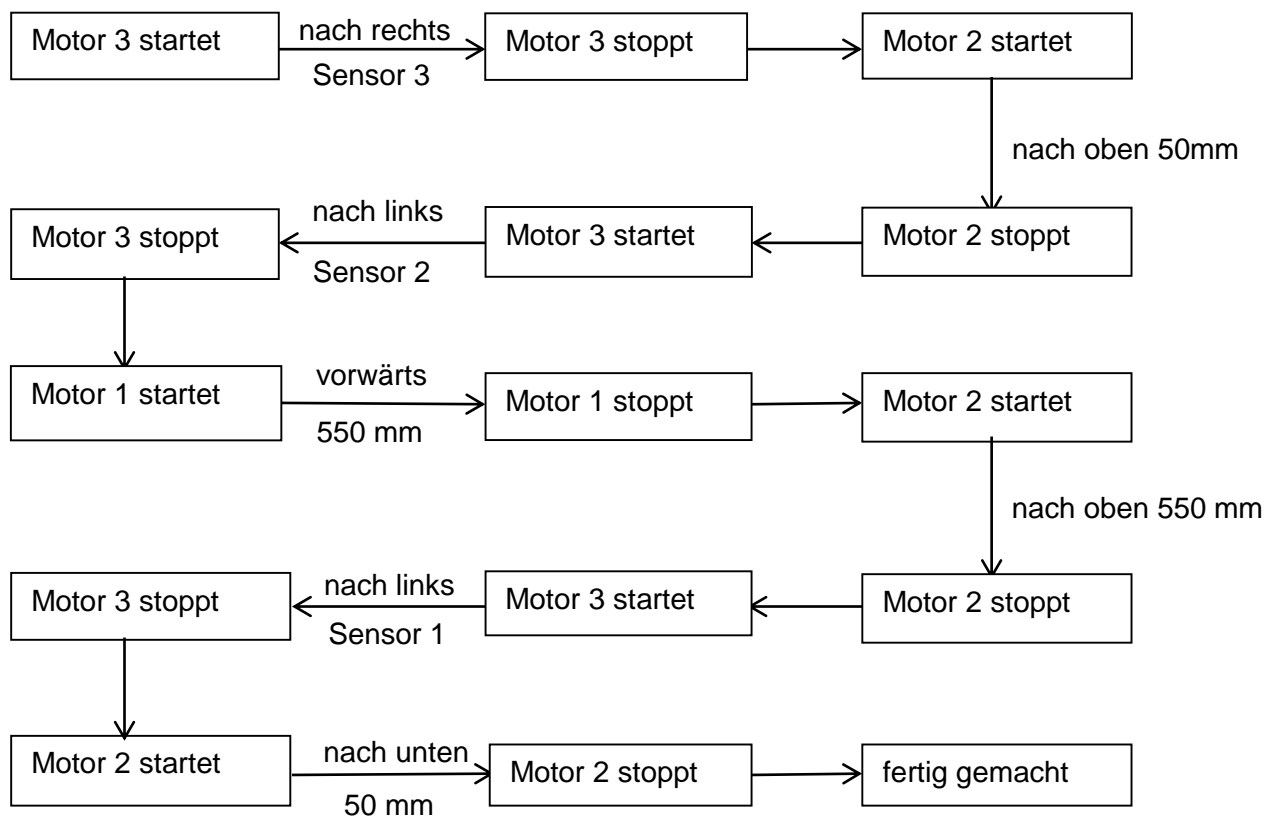 Motor 3 startet
nach rechts
Sensor 3
Motor 3 stoppt
Motor 2 startet
nach oben 50mm
Motor 2 stoppt
Motor 3 startet
nach links
Sensor 2
Motor 3 stoppt
Motor 1 startet
vorwärts
550 mm
Motor 1 stoppt
Motor 2 startet
nach oben 550 mm
Motor 2 stoppt
Motor 3 startet
nach links
Sensor 1
Motor 3 stoppt
Motor 2 startet
nach unten
50 mm
Motor 2 stoppt
fertig gemacht